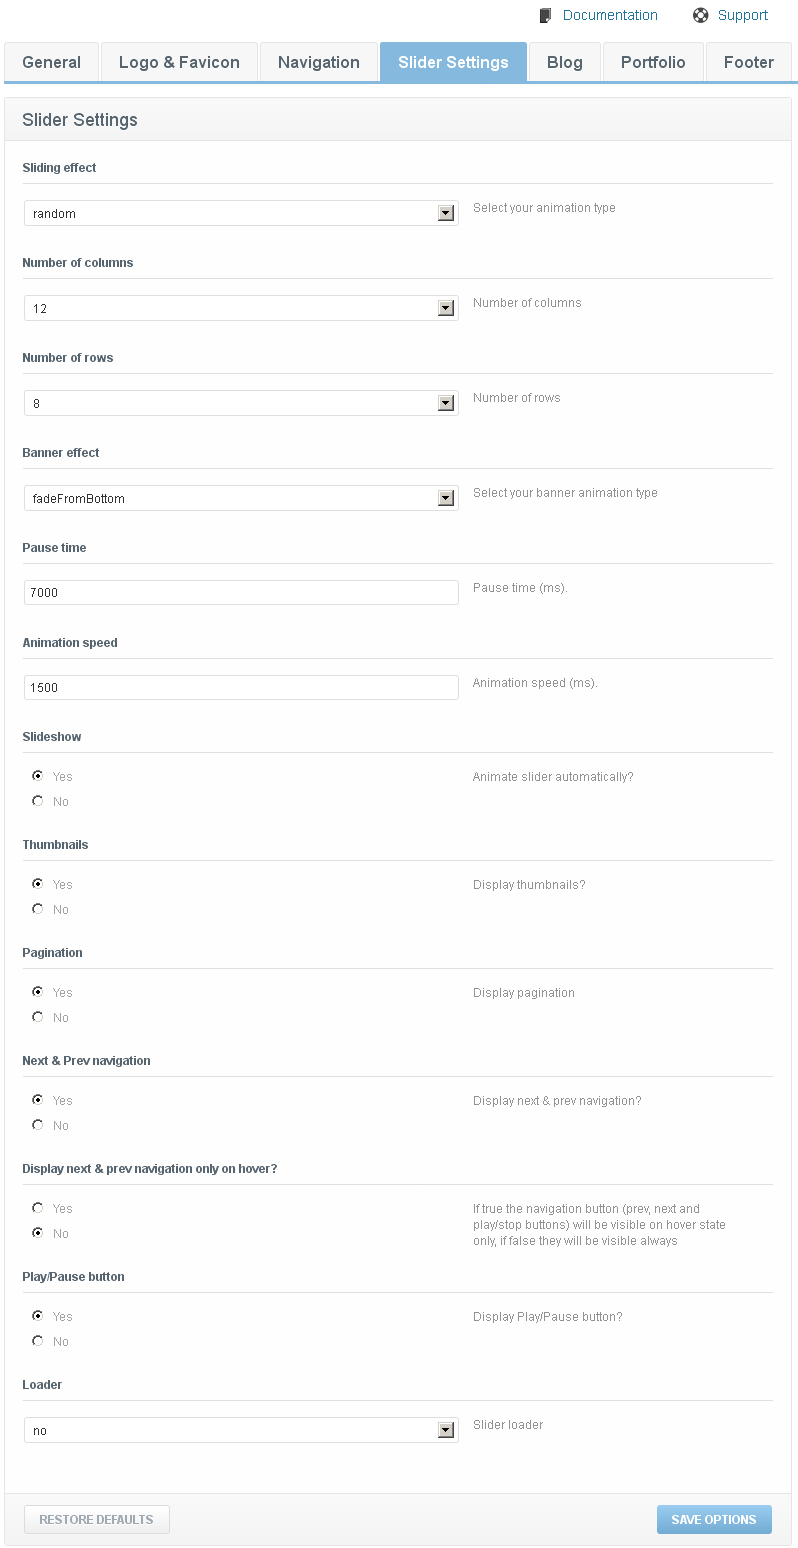 Documentation Support
General Logo & Favicon Navigation Slider Settings Blog Portfolio Footer
Slider Settings
Sliding effect
random
Select your animation type
Number of columns
12
Number of columns
Number of rows
8
Number of rows
Banner effect
fadeFromBottom
Select your banner animation type
Pause time
7000
Pause time (ms).
Animation speed
1500
Animation speed (ms).
Slideshow
Yes
No
Animate slider automatically?
Thumbnails
Yes
No
Display thumbnails?
Pagination
Yes
No
Display pagination
Next & Prev navigation
Yes
No
Display next & prev navigation?
Display next & prev navigation only on hover?
Yes
No
If true the navigation button (prev, next and
play/stop buttons) will be visible on hover state
only, if false they will be visible always
Play/Pause button
Yes
No
Display Play/Pause button?
Loader
no
Slider loader
RESTORE DEFAULTS SAVE OPTIONS